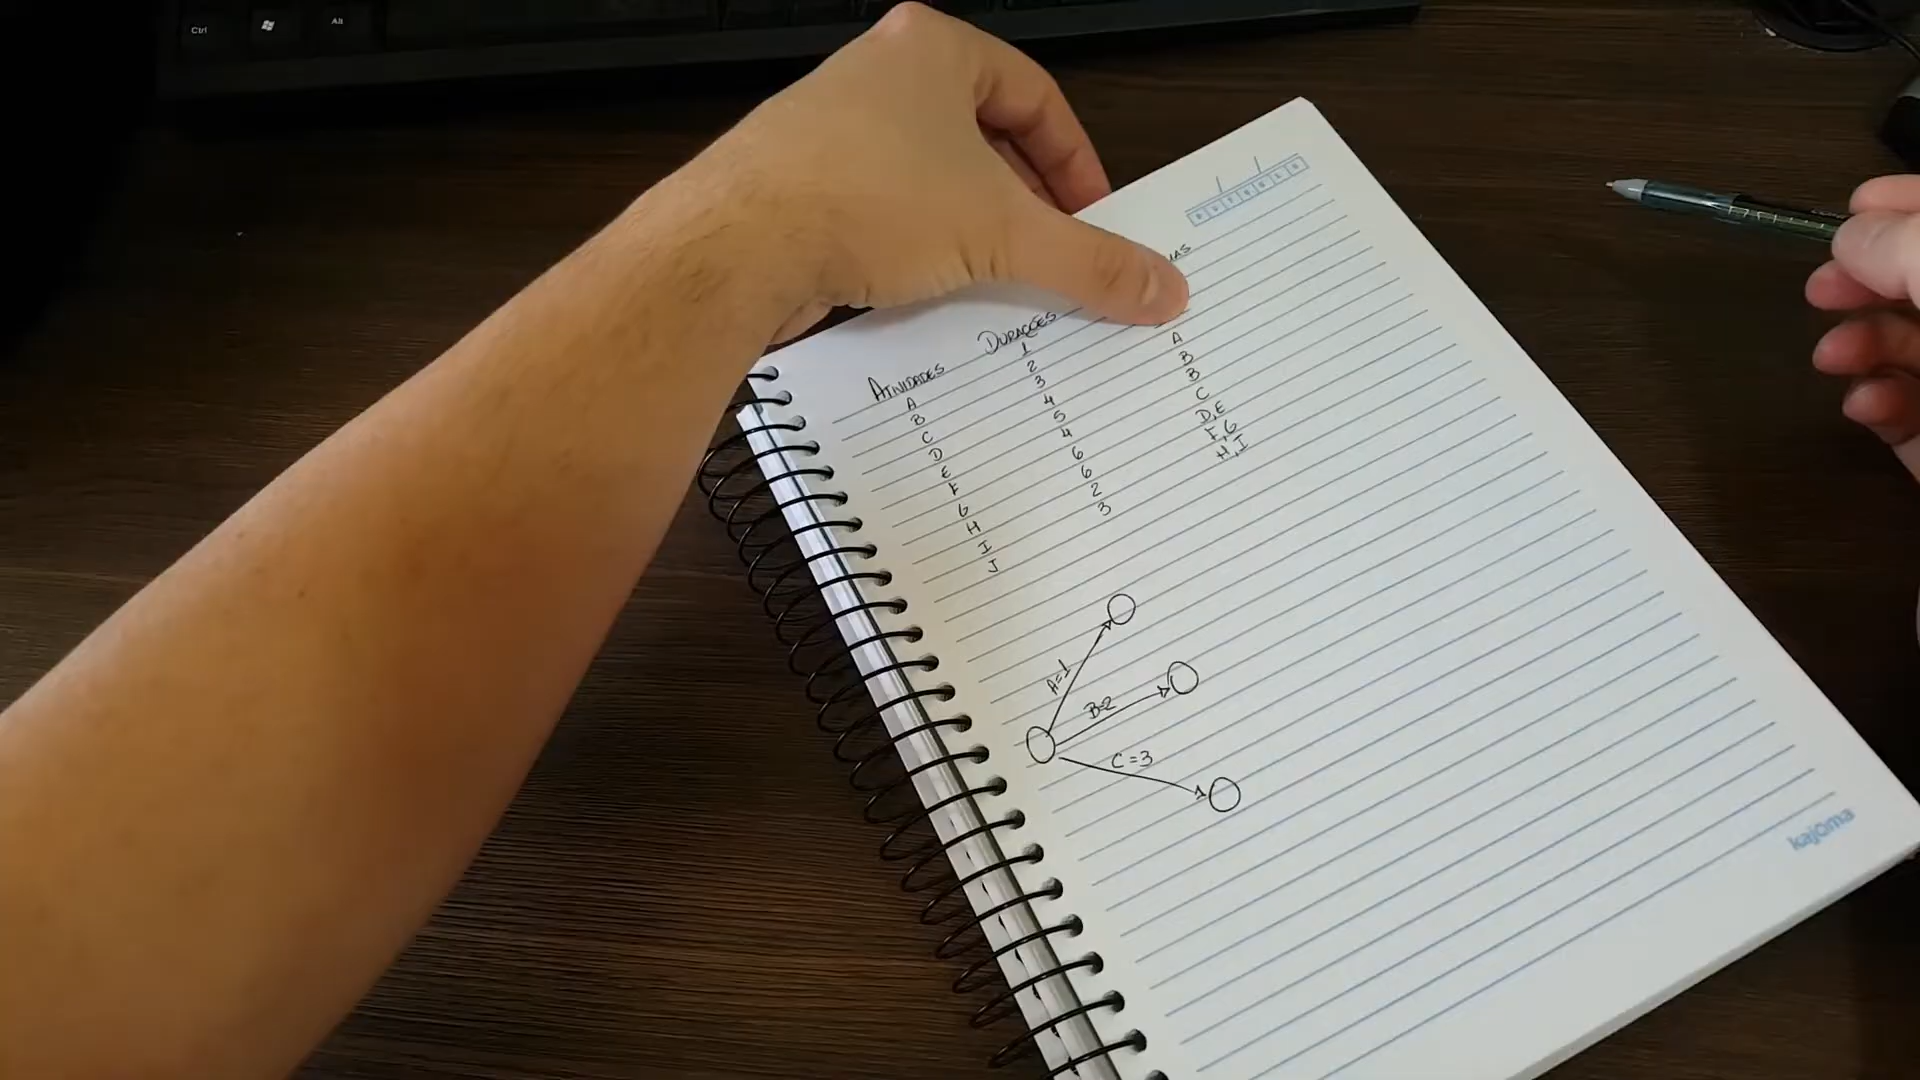 Ctrl Alt
ATIVIDADES DURAÇÕES
A 1
B 2
C 3
D 4 A
E 5 B
F 4 B
G 6 C
H 6 D,E
I 2 F,G
J 3 H,I
A=1
B=2
C=3
kajoma